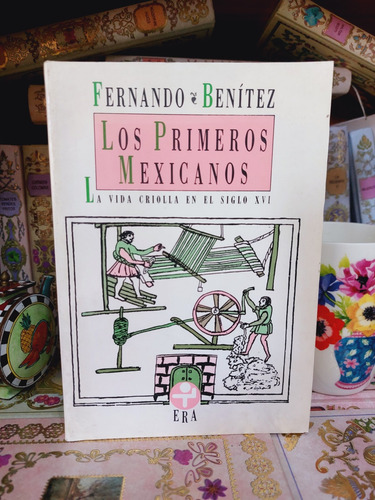 FERNANDO BENÍTEZ
LOS PRIMEROS
MEXICANOS
LA VIDA CRIOLLA EN EL SIGLO XVI
ERA